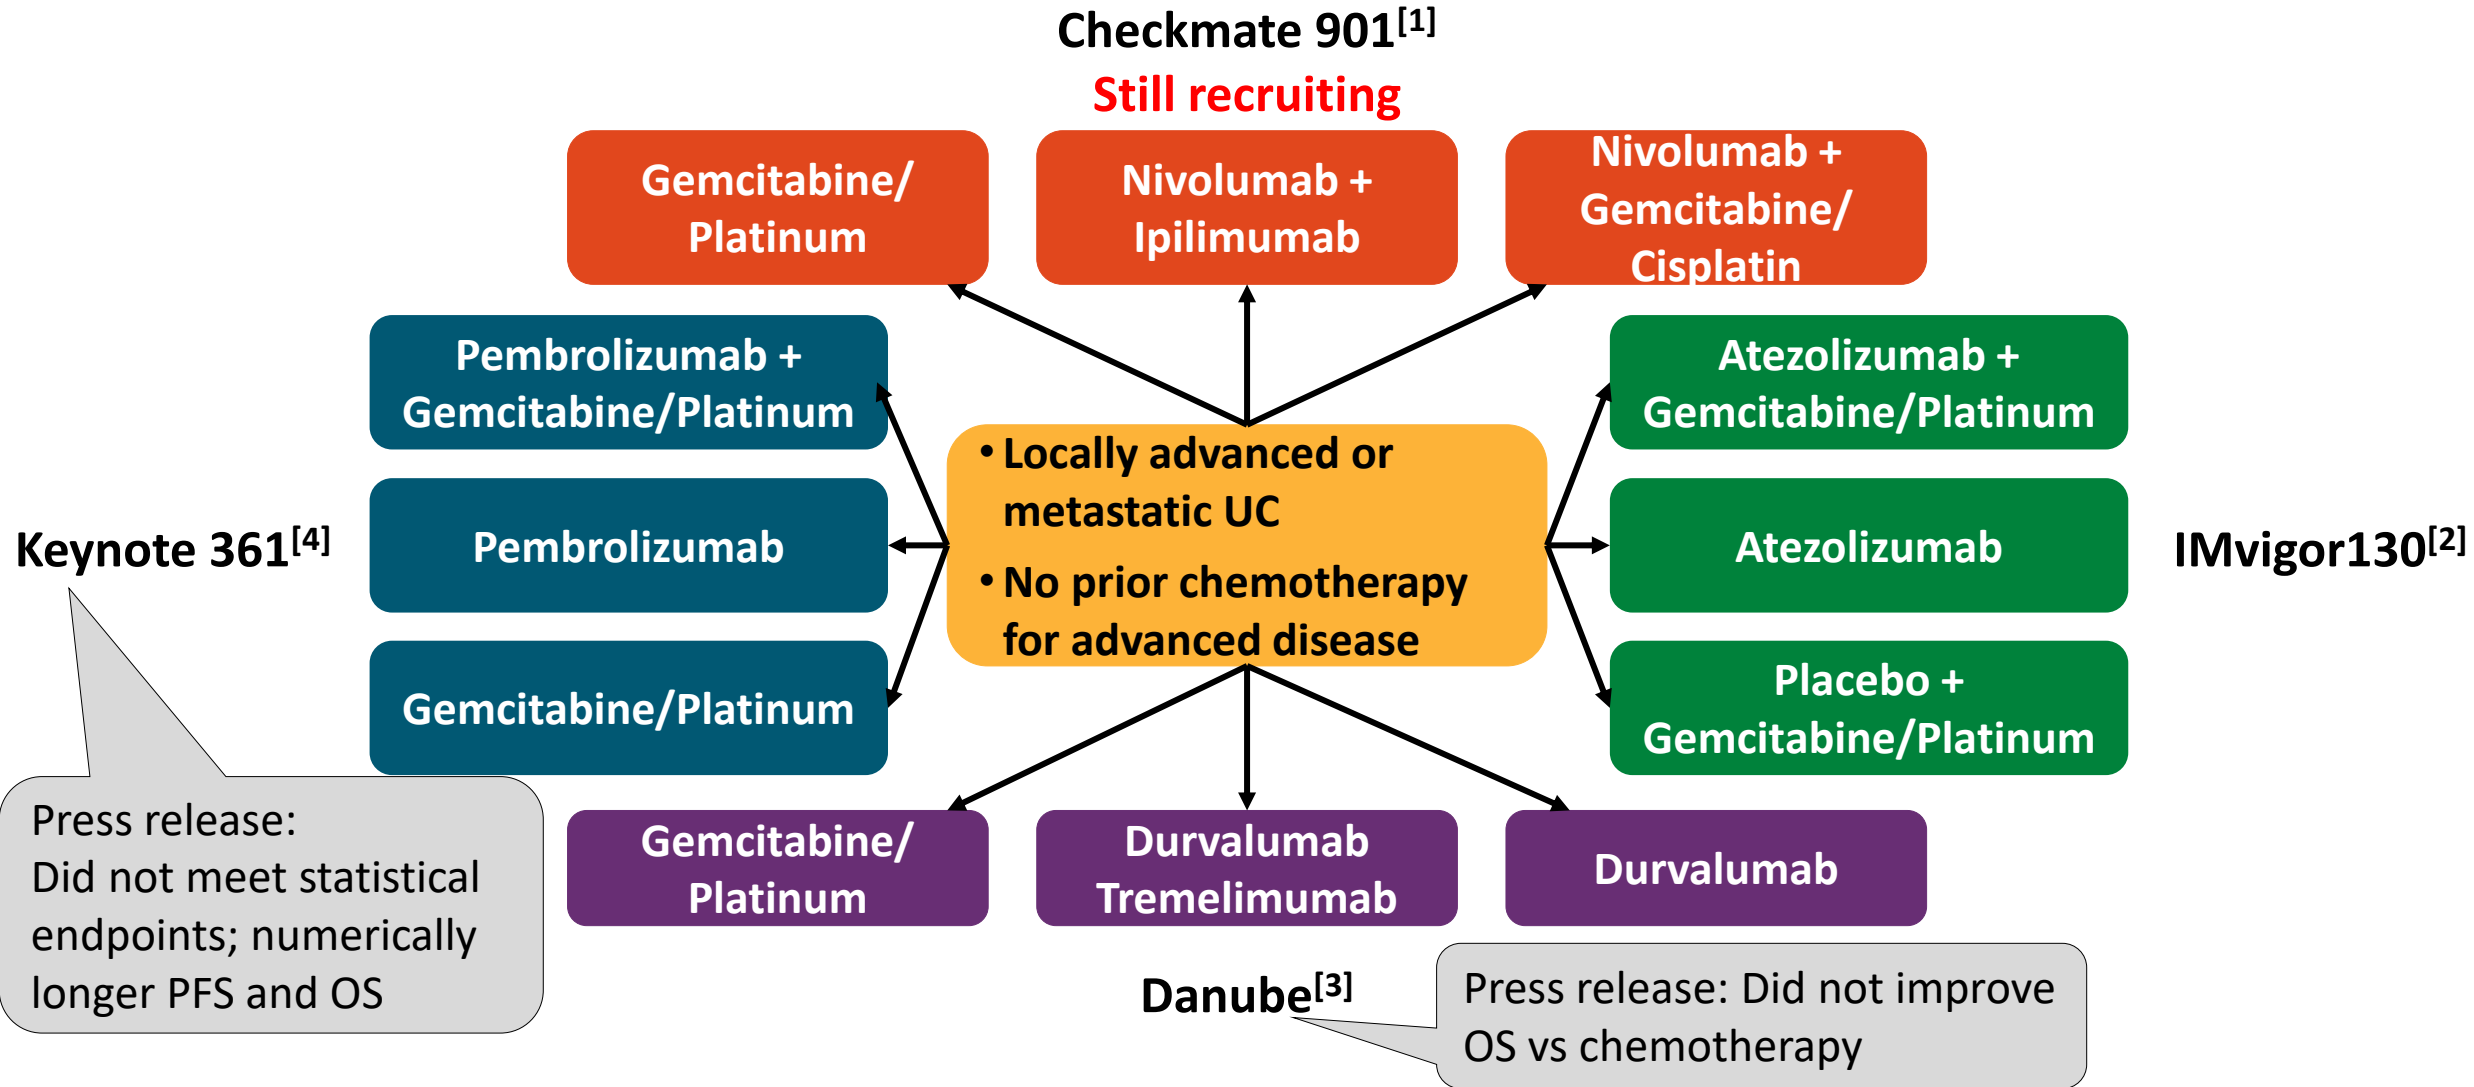 Checkmate 901[1]
Still recruiting
Gemcitabine/
Platinum
Nivolumab +
Ipilimumab
Nivolumab +
Gemcitabine/
Cisplatin
Pembrolizumab +
Gemcitabine/Platinum
Pembrolizumab
Gemcitabine/Platinum
Keynote 361[4]
• Locally advanced or
metastatic UC
• No prior chemotherapy
for advanced disease
Atezolizumab +
Gemcitabine/Platinum
Atezolizumab
Placebo +
Gemcitabine/Platinum
IMvigor130[2]
Press release:
Did not meet statistical
endpoints; numerically
longer PFS and OS
Gemcitabine/
Platinum
Durvalumab
Tremelimumab
Durvalumab
Danube[3]
Press release: Did not improve
OS vs chemotherapy